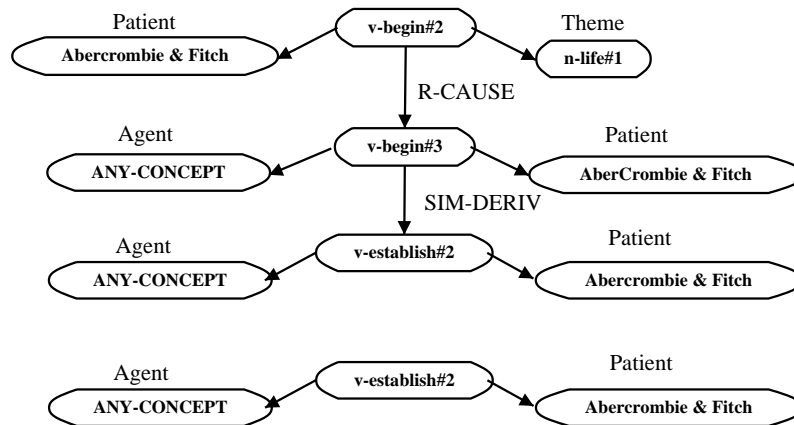 Patient
v-begin#2
Theme
Abercrombie & Fitch
n-life#1
R-CAUSE
Agent
v-begin#3
Patient
ANY-CONCEPT
AberCrombie & Fitch
SIM-DERIV
Agent
v-establish#2
Patient
ANY-CONCEPT
Abercrombie & Fitch
Agent
v-establish#2
Patient
ANY-CONCEPT
Abercrombie & Fitch